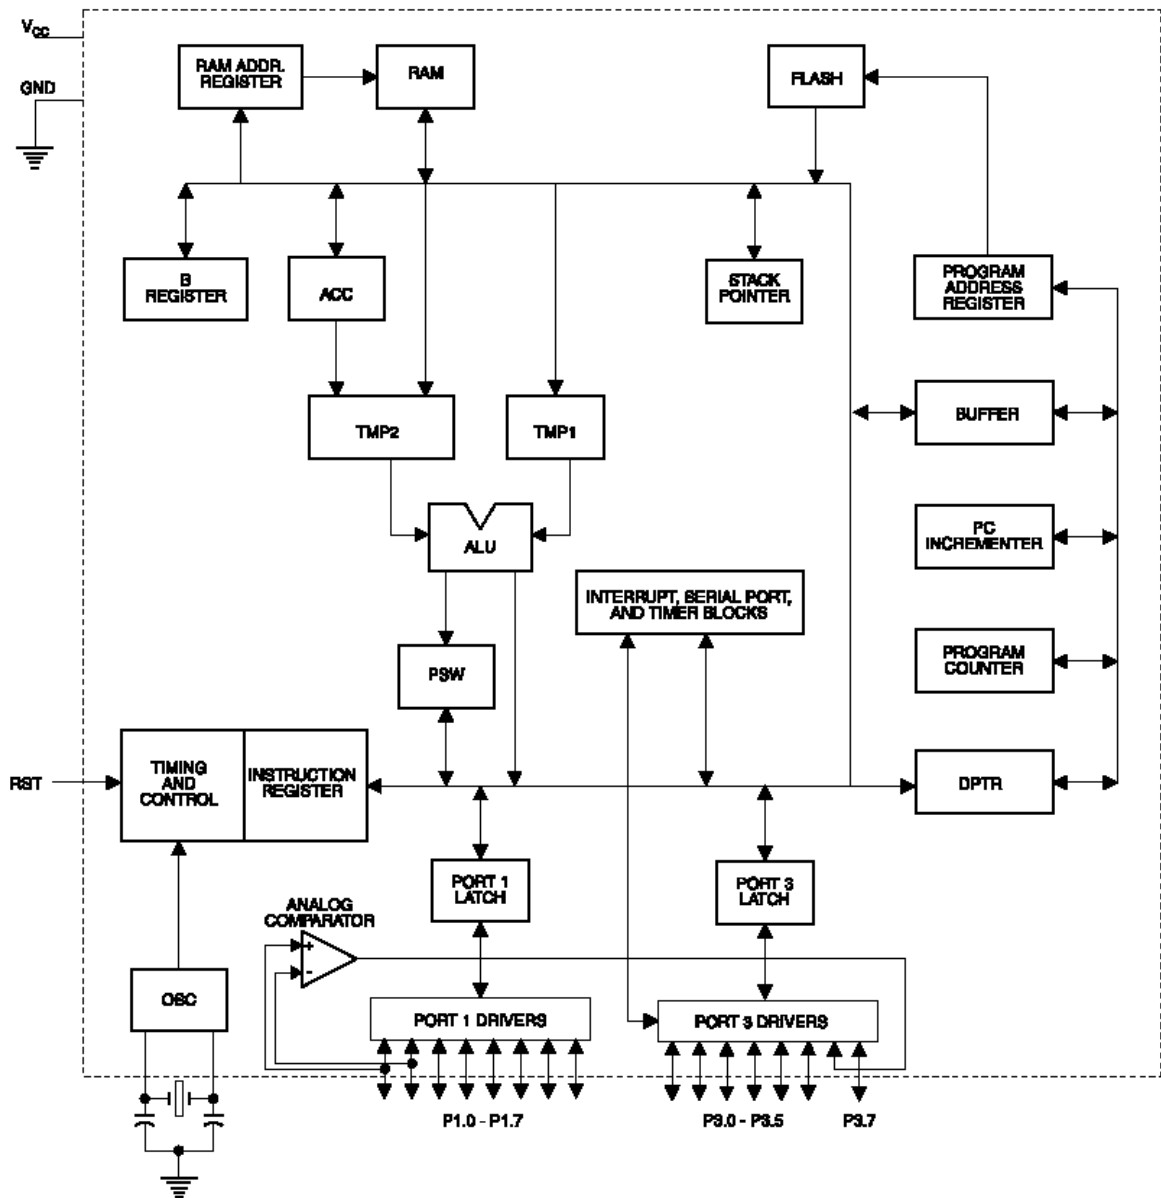 VCC
GND
RAM ADDR.
REGISTER
RAM
FLASH
B
REGISTER
ACC
STACK
POINTER
PROGRAM
ADDRESS
REGISTER
TMP2
TMP1
BUFFER
ALU
PC
INCREMENTER
INTERRUPT, SERIAL PORT,
AND TIMER BLOCKS
PSW
PROGRAM
COUNTER
RST
TIMING
AND
CONTROL
INSTRUCTION
REGISTER
DPTR
PORT 1
LATCH
PORT 3
LATCH
ANALOG
COMPARATOR
+
-
OSC
PORT 1 DRIVERS
PORT 3 DRIVERS
P1.0 - P1.7
P3.0 - P3.5
P3.7